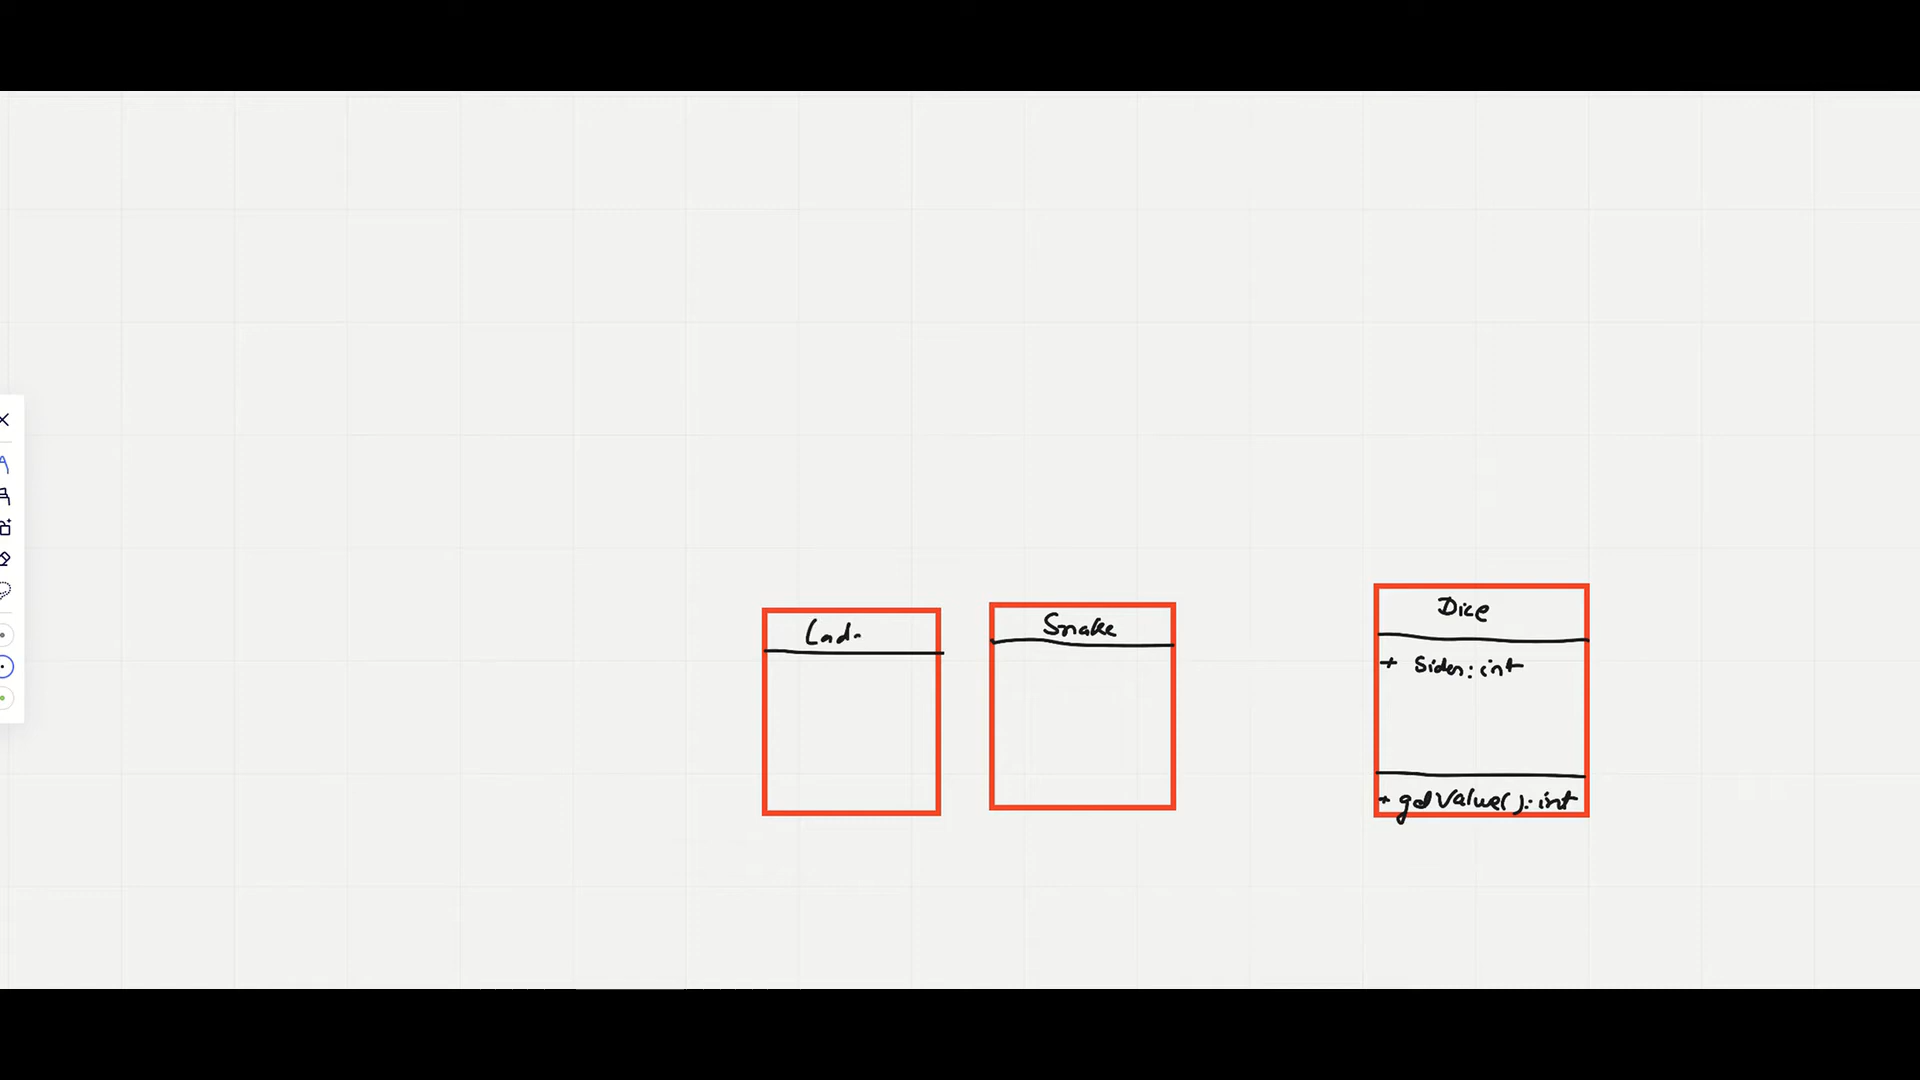 Lad
Snake
Dice
+ Sides: int
+ getValue(): int